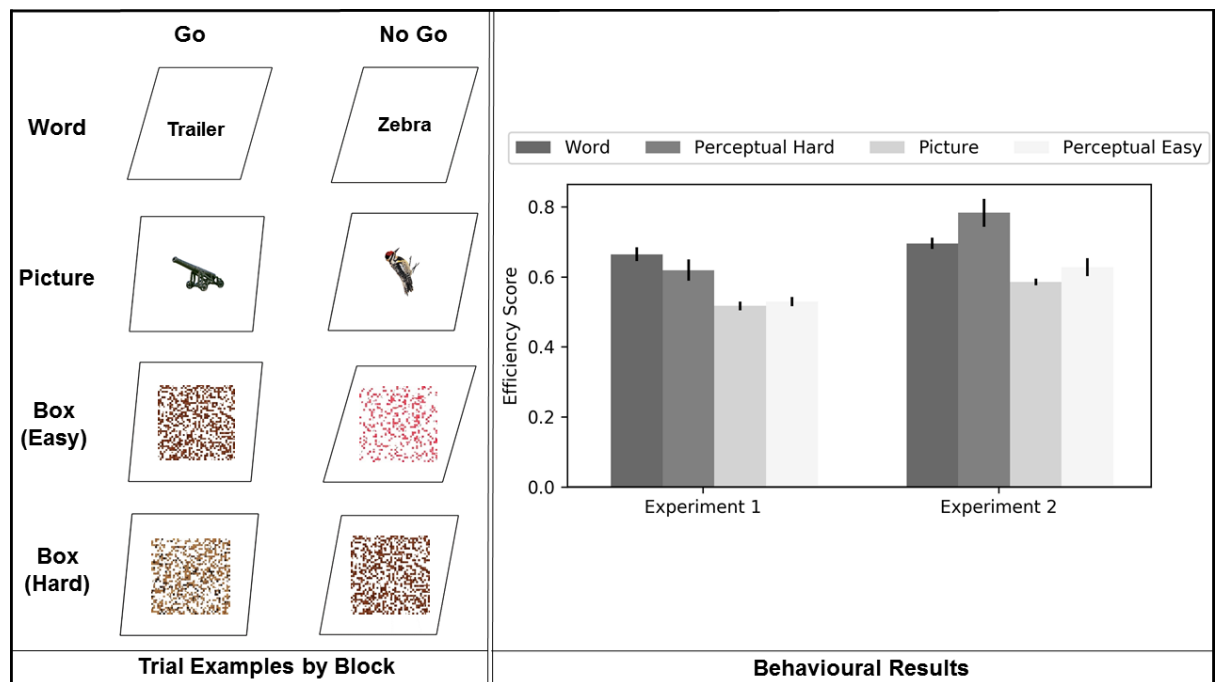 Go No Go
Word
Trailer
Zebra
Picture
Box
(Easy)
Box
(Hard)
Trial Examples by Block
Word Perceptual Hard Picture Perceptual Easy
Efficiency Score
0.8
0.6
0.4
0.2
0.0
Experiment 1 Experiment 2
Behavioural Results